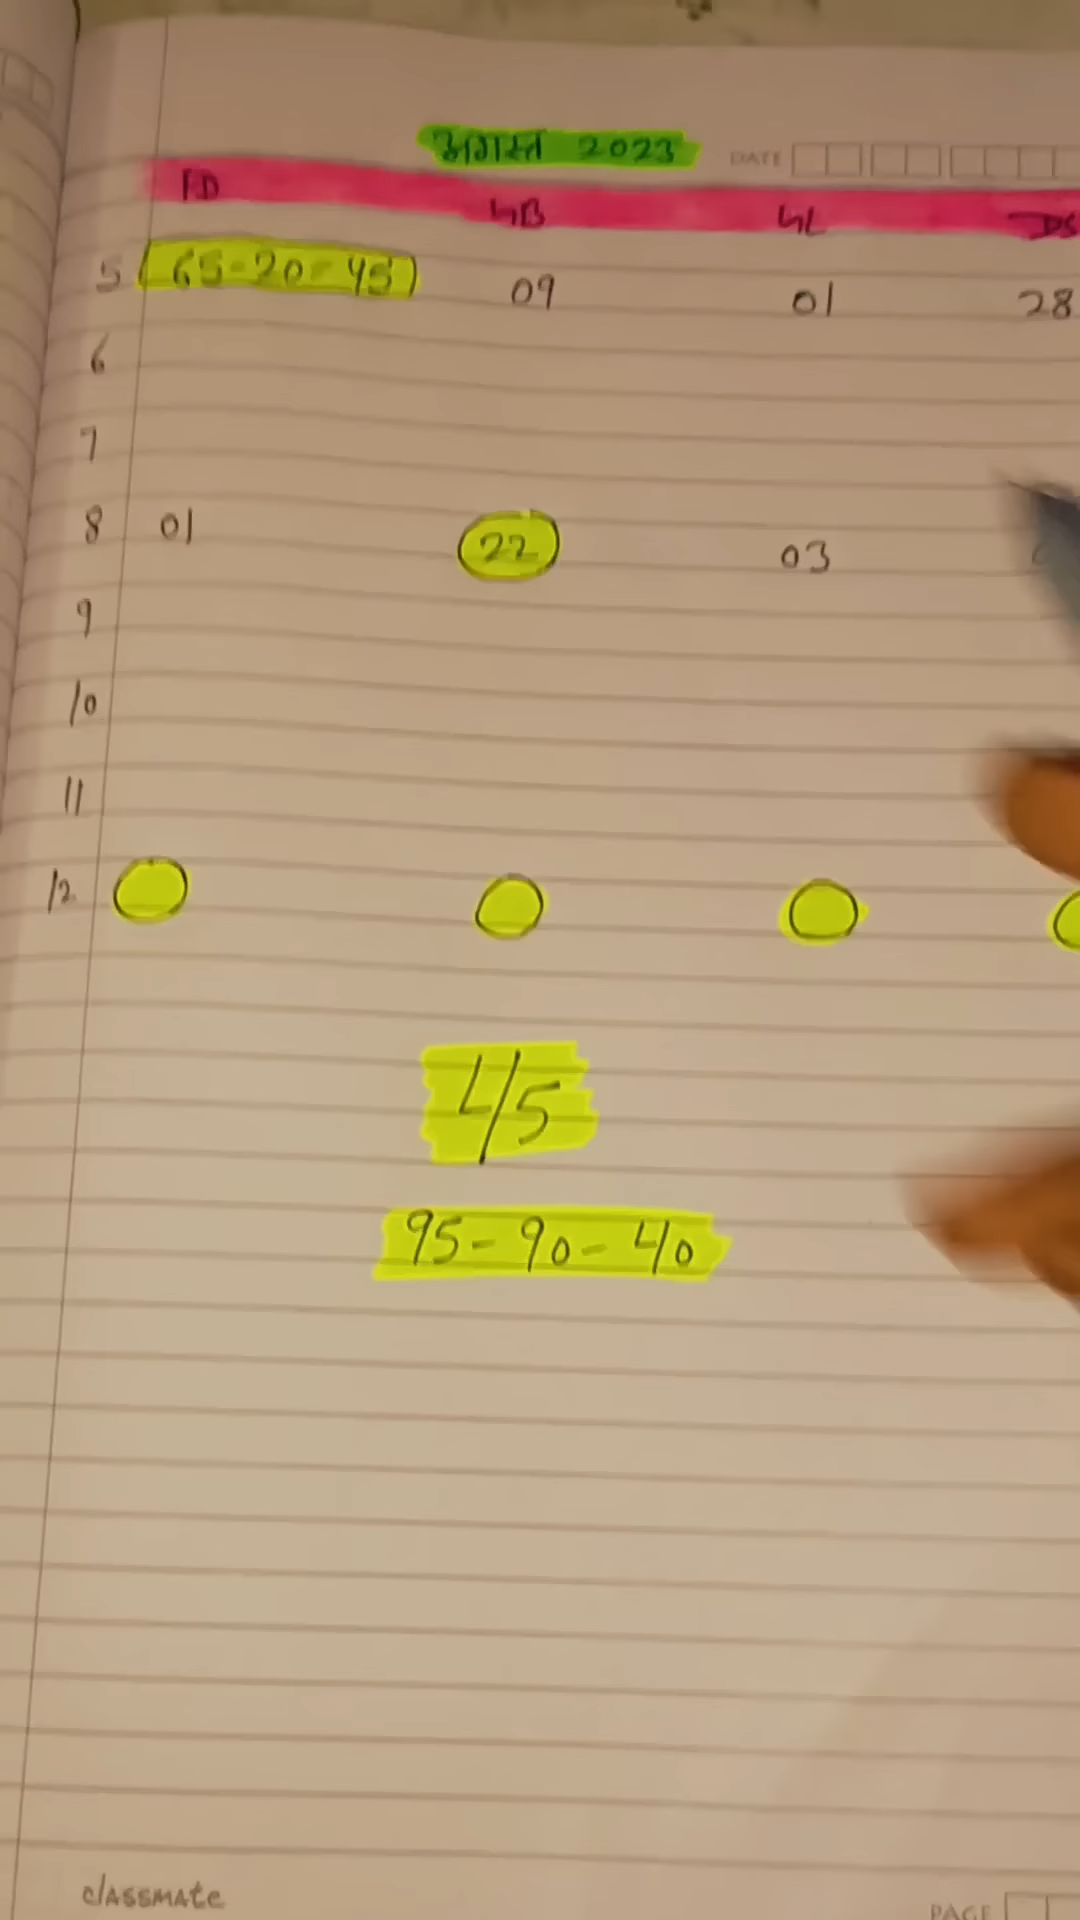 अगस्त 2023
DATE
FD GB GL DS
5 (65-20=45) 09 01 28
6
7
8 01 22 03
9
10
11
12
4/5
95-90-40
classmate
PAGE